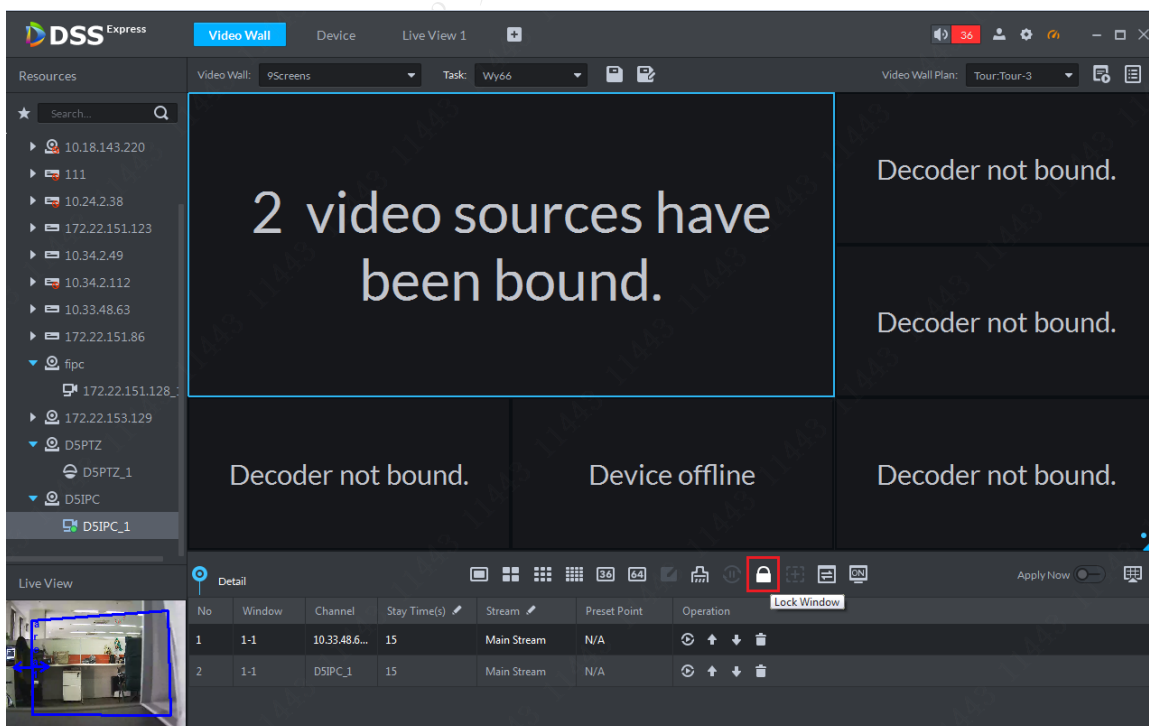 DSS Express
Video Wall
Device
Live View 1
36
Resources
Video Wall: 9Screens
Task: Wy66
Video Wall Plan: Tour:Tour-3
Search...
10.18.143.220
111
10.24.2.38
172.22.151.123
10.34.2.49
10.34.2.112
10.33.48.63
172.22.151.86
fipc
172.22.151.128_
172.22.153.129
D5PTZ
D5PTZ_1
D5IPC
D5IPC_1
2 video sources have
been bound.
Decoder not bound.
Decoder not bound.
Decoder not bound.
Device offline
Decoder not bound.
Live View
Detail
36
64
ON
Apply Now
Lock Window
No Window Channel Stay Time(s) Stream Preset Point Operation
1 1-1 10.33.48.6... 15 Main Stream N/A
2 1-1 D5IPC_1 15 Main Stream N/A